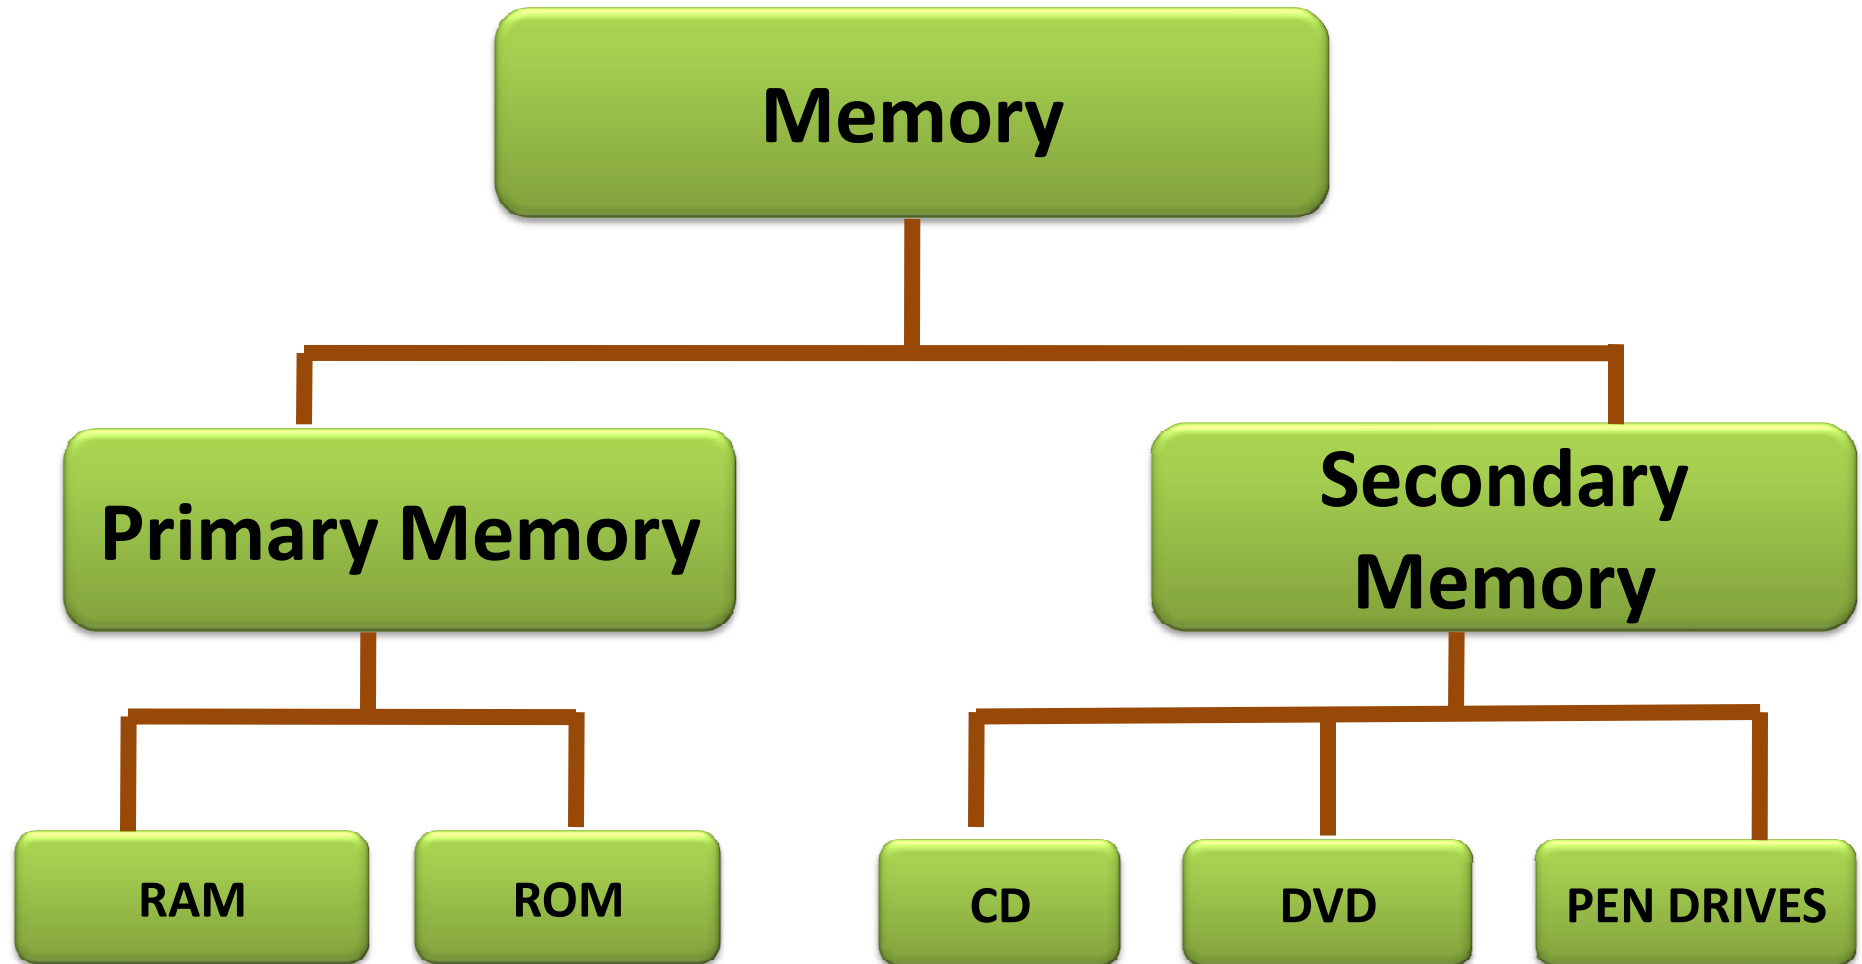 Memory
Primary Memory
Secondary
Memory
RAM
ROM
CD
DVD
PEN DRIVES